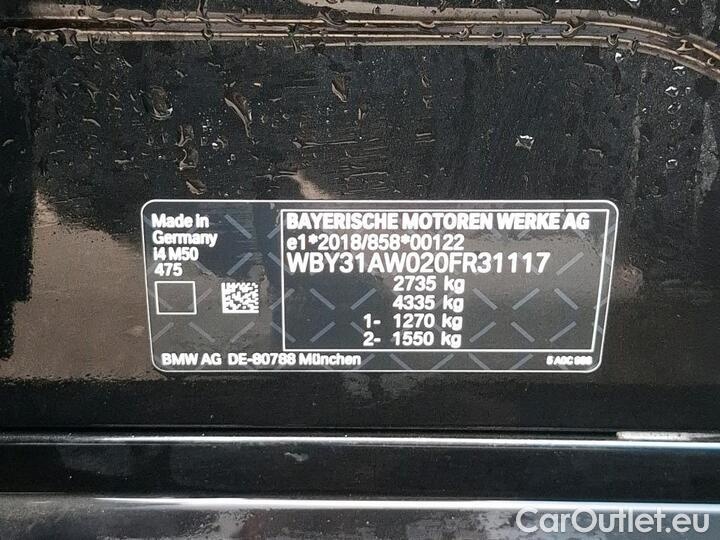 Made in
Germany
i4 M50
475
BAYERISCHE MOTOREN WERKE AG
e1*2018/858*00122
WBY31AW020FR31117
2735 kg
4335 kg
1- 1270 kg
2- 1550 kg
BMW AG DE-80788 München
CarOutlet.eu